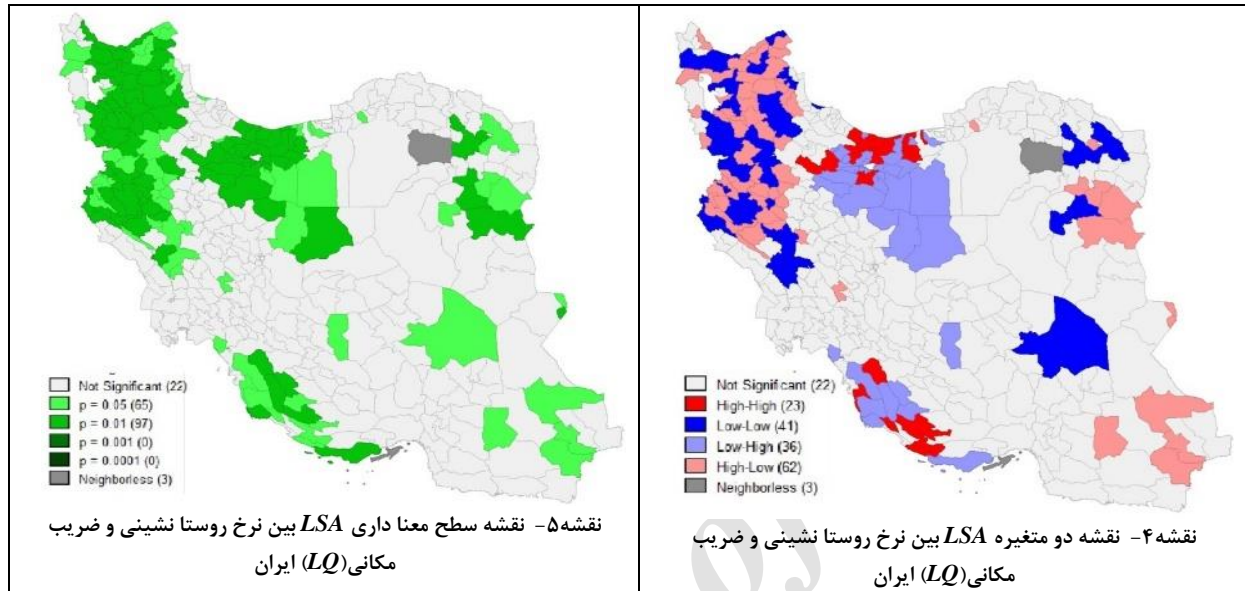 Not Significant (22)
p = 0.05 (65)
p = 0.01 (97)
p = 0.001 (0)
p = 0.0001 (0)
Neighborless (3)
نقشه۵- نقشه سطح معنا داری LSA بین نرخ روستا نشینی و ضریب
مکانی(LQ) ایران
Not Significant (22)
High-High (23)
Low-Low (41)
Low-High (36)
High-Low (62)
Neighborless (3)
نقشه۴- نقشه دو متغیره LSA بین نرخ روستا نشینی و ضریب
مکانی(LQ) ایران